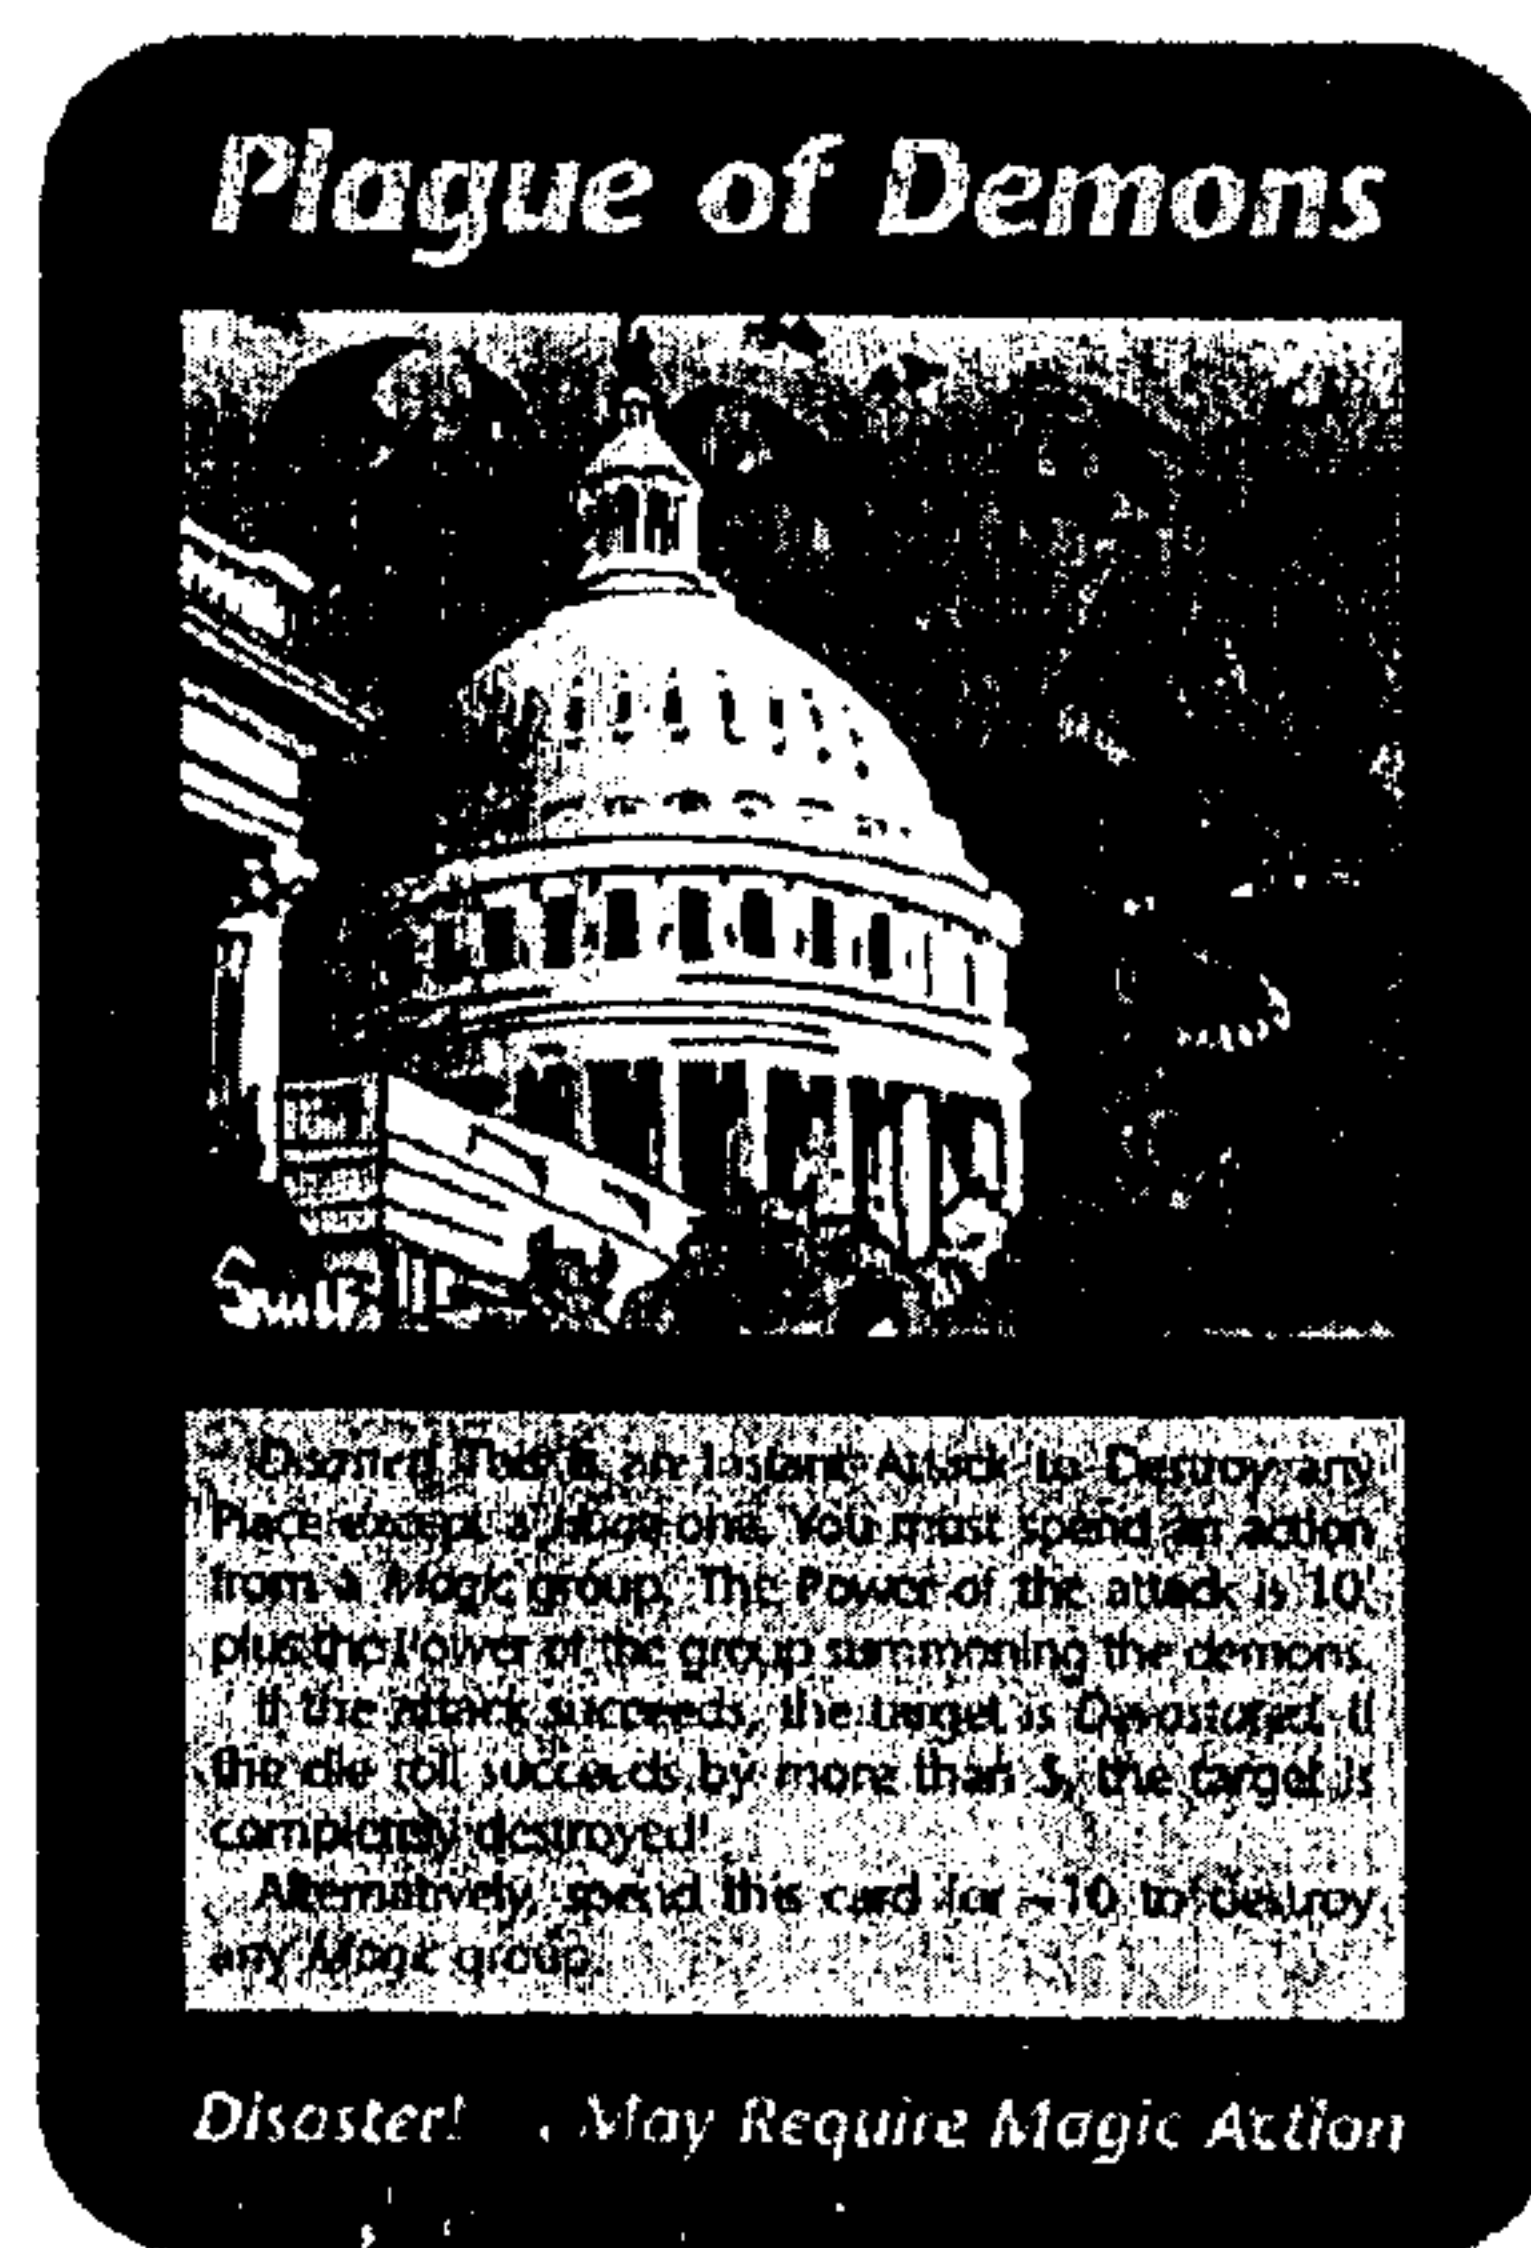 Plague of Demons
Smith
Disaster! This is an Instant Attack to Destroy any
Place except a Huge one. You must spend an action
from a Magic group. The Power of the attack is 10,
plus the Power of the group summoning the demons.
If the attack succeeds, the target is Devastated. If
the die roll succeeds by more than 5, the target is
completely destroyed!
Alternatively, spend this card for to Destroy
any Magic group.
Disaster! May Require Magic Action